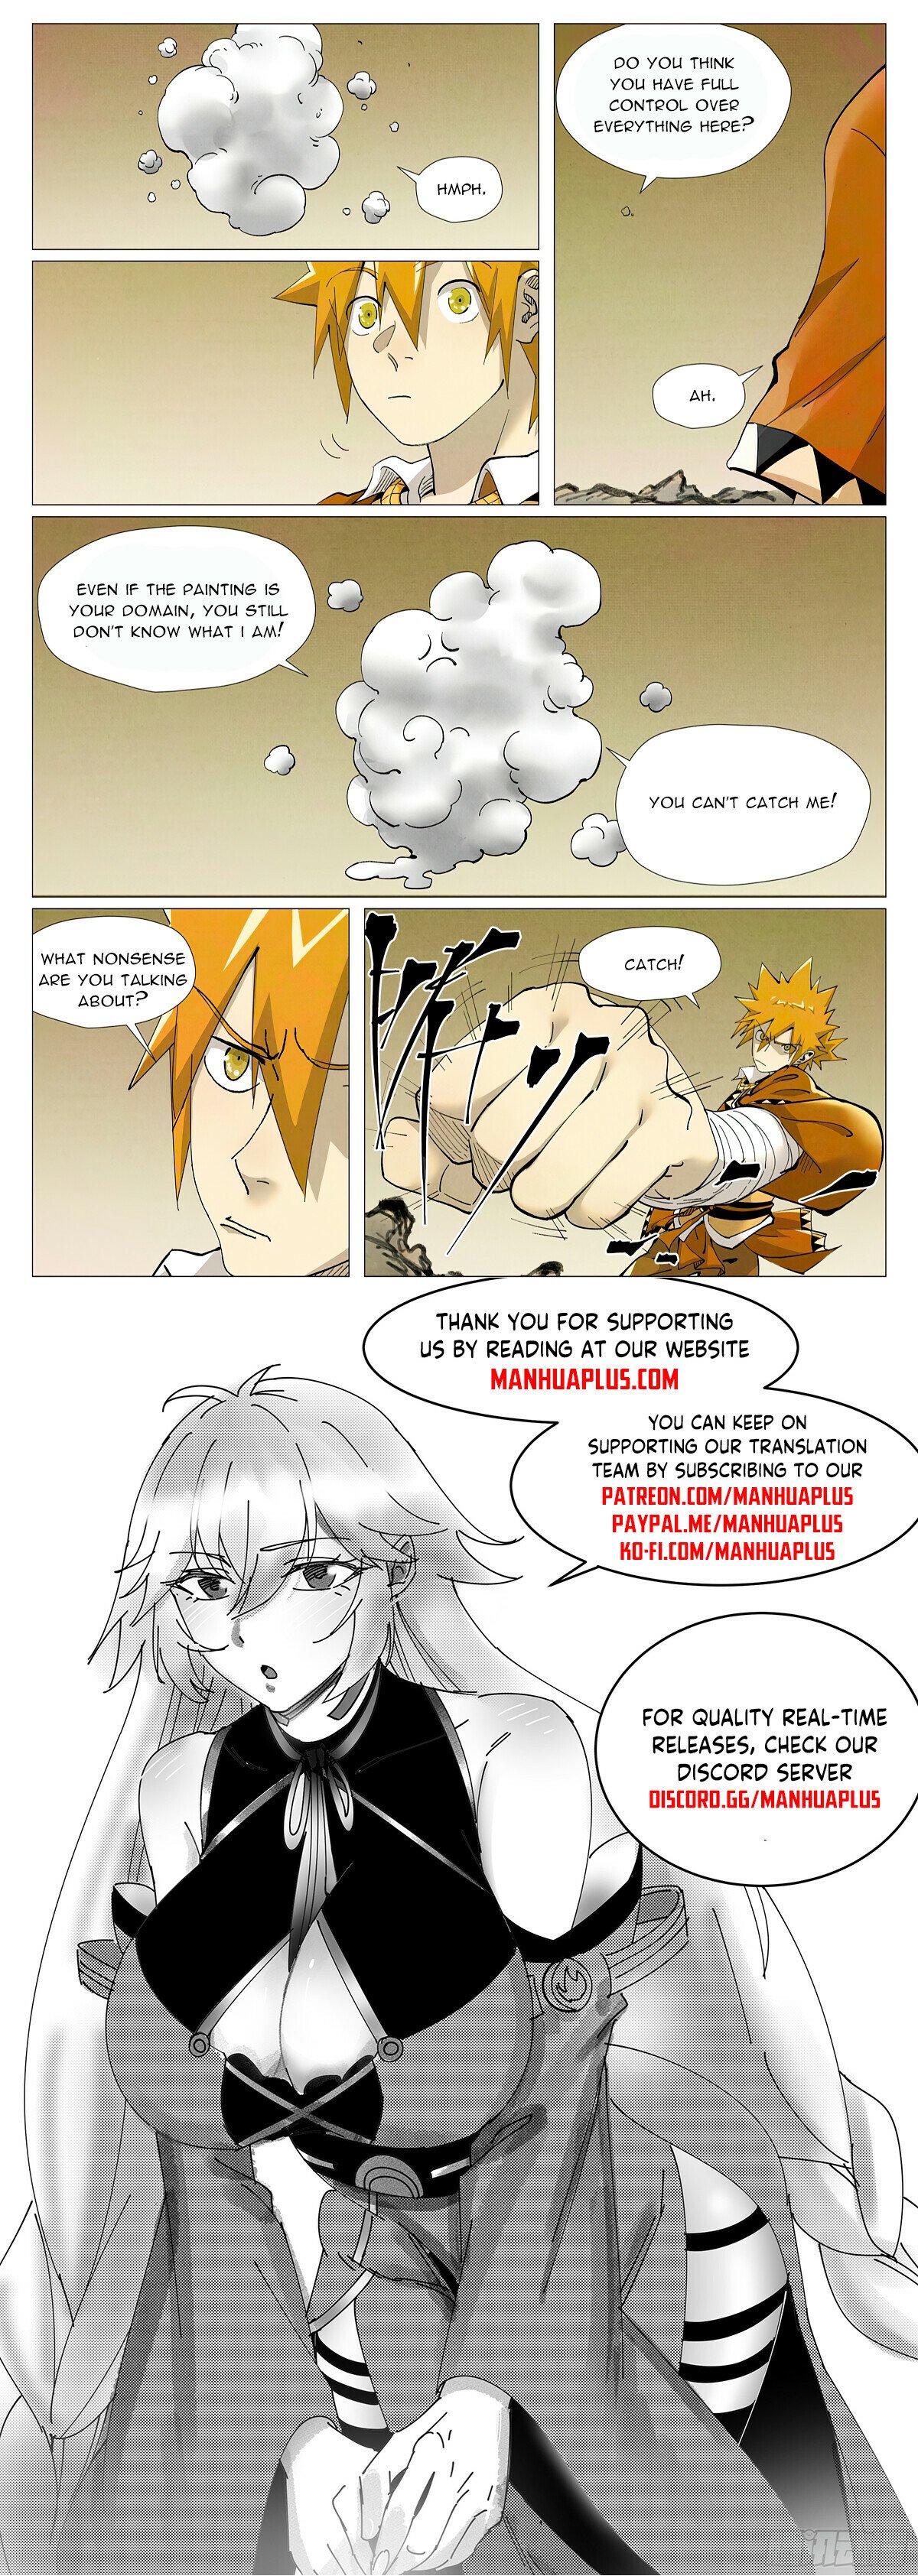 HMPH.
DO YOU THINK
YOU HAVE FULL
CONTROL OVER
EVERYTHING HERE?
AH.
EVEN IF THE PAINTING IS
YOUR DOMAIN, YOU STILL
DON'T KNOW WHAT I AM!
YOU CAN'T CATCH ME!
WHAT NONSENSE
ARE YOU TALKING
ABOUT?
CATCH!
THANK YOU FOR SUPPORTING
US BY READING AT OUR WEBSITE
MANHUAPLUS.COM
YOU CAN KEEP ON
SUPPORTING OUR TRANSLATION
TEAM BY SUBSCRIBING TO OUR
PATREON.COM/MANHUAPLUS
PAYPAL.ME/MANHUAPLUS
KO-FI.COM/MANHUAPLUS
FOR QUALITY REAL-TIME
RELEASES, CHECK OUR
DISCORD SERVER
DISCORD.GG/MANHUAPLUS